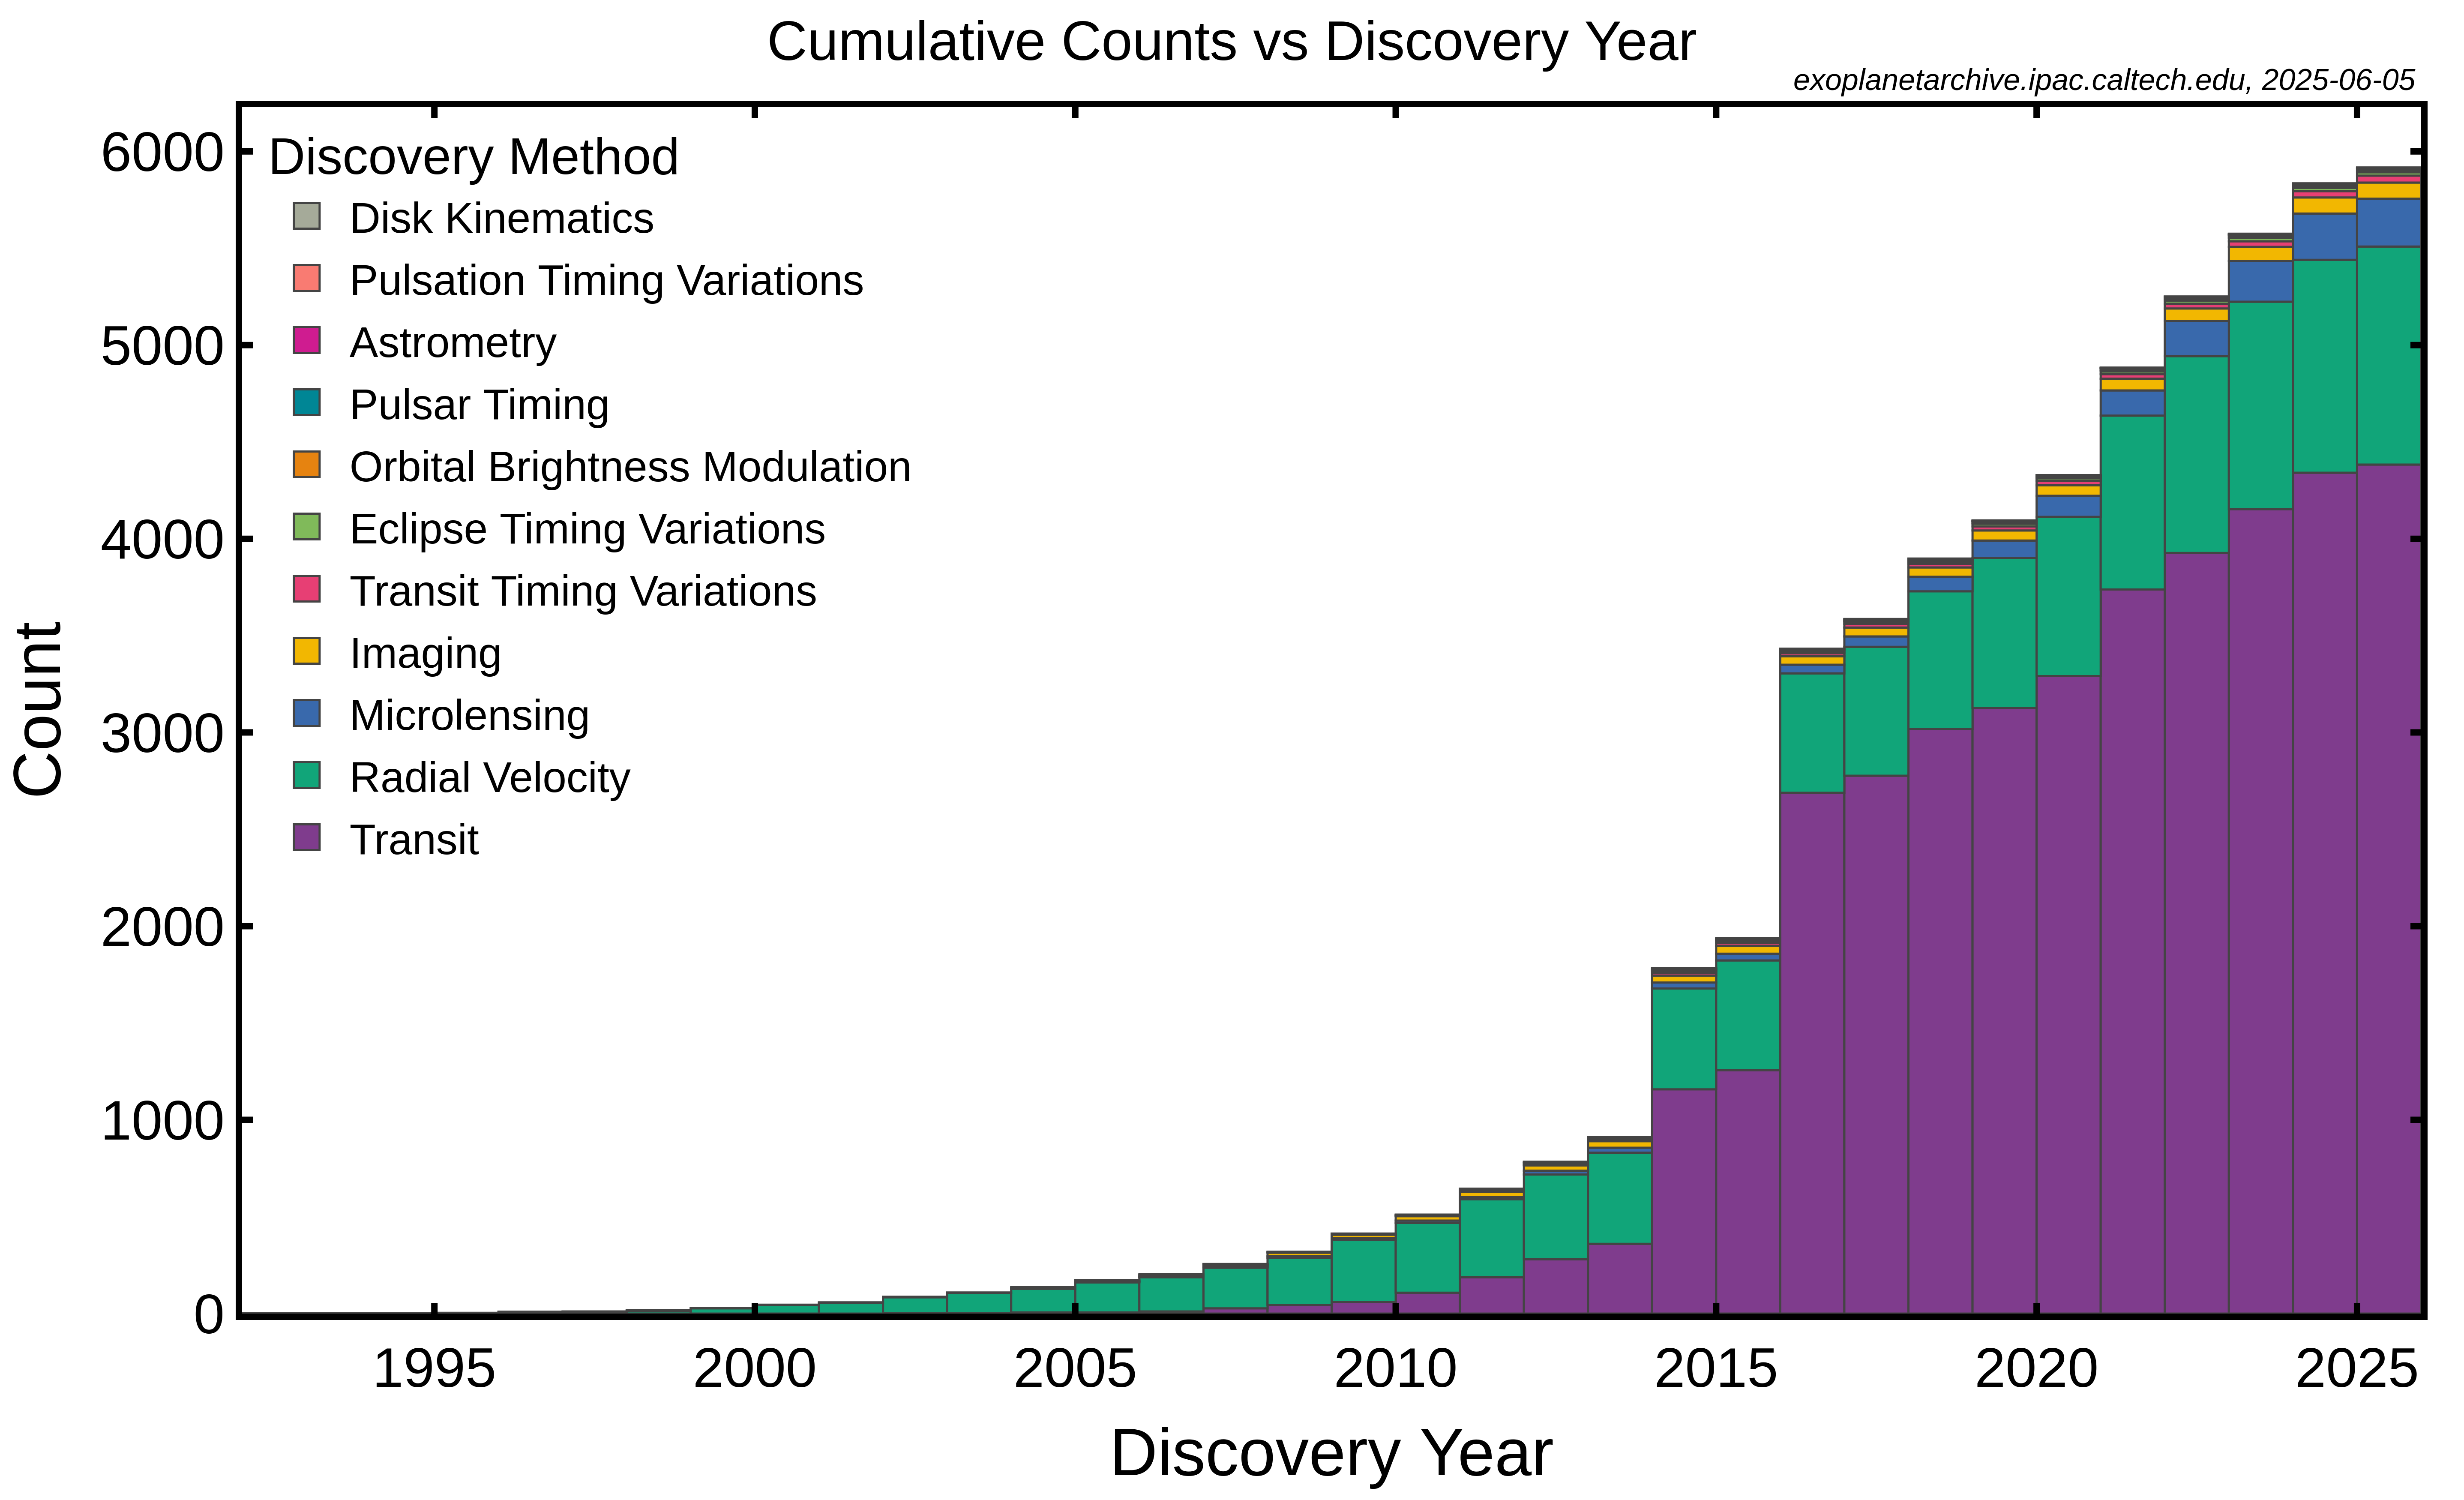 Cumulative Counts vs Discovery Year
exoplanetarchive.ipac.caltech.edu, 2025-06-05
Discovery Method
Disk Kinematics
Pulsation Timing Variations
Astrometry
Pulsar Timing
Orbital Brightness Modulation
Eclipse Timing Variations
Transit Timing Variations
Imaging
Microlensing
Radial Velocity
Transit
Count
6000
5000
4000
3000
2000
1000
0
1995 2000 2005 2010 2015 2020 2025
Discovery Year